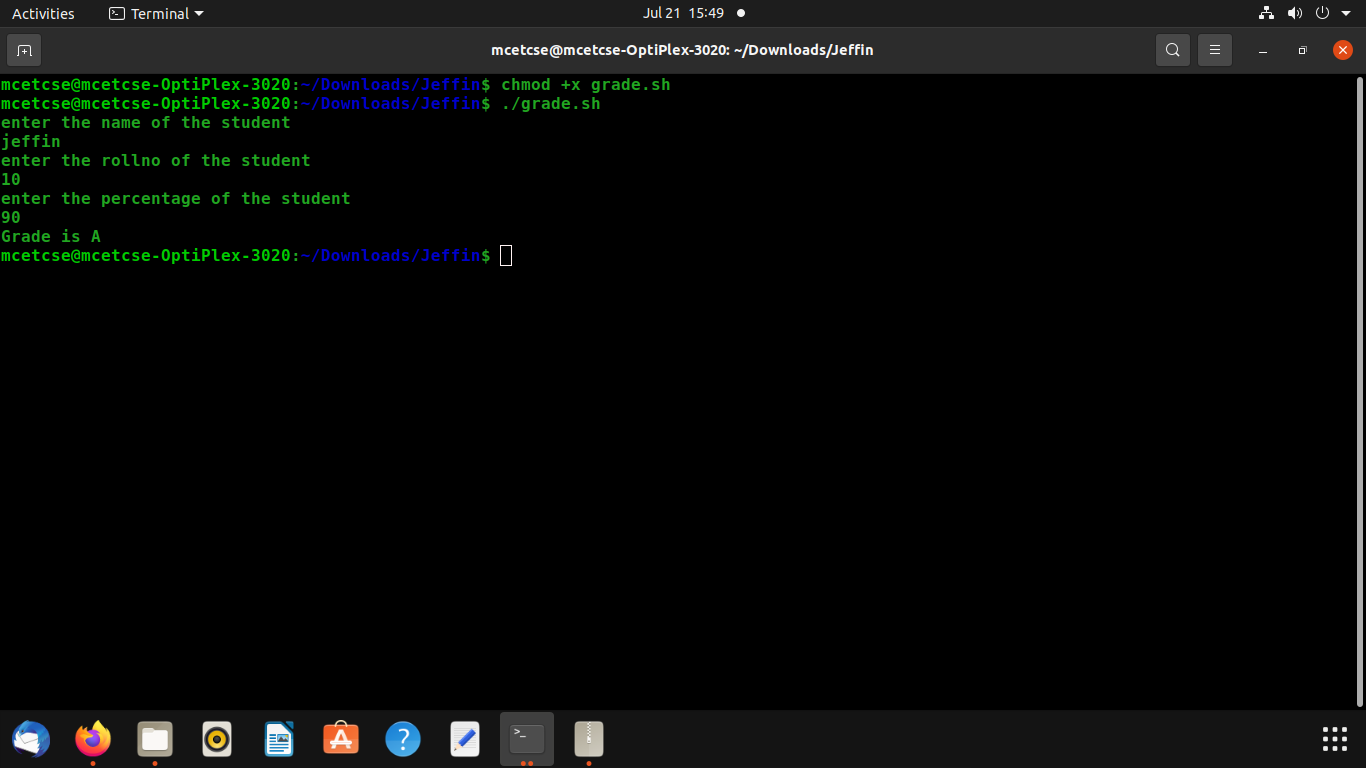 Activities Terminal Jul 21 15:49
mcetcse@mcetcse-OptiPlex-3020: ~/Downloads/Jeffin
mcetcse@mcetcse-OptiPlex-3020:~/Downloads/Jeffin$ chmod +x grade.sh
mcetcse@mcetcse-OptiPlex-3020:~/Downloads/Jeffin$ ./grade.sh
enter the name of the student
jeffin
enter the rollno of the student
10
enter the percentage of the student
90
Grade is A
mcetcse@mcetcse-OptiPlex-3020:~/Downloads/Jeffin$